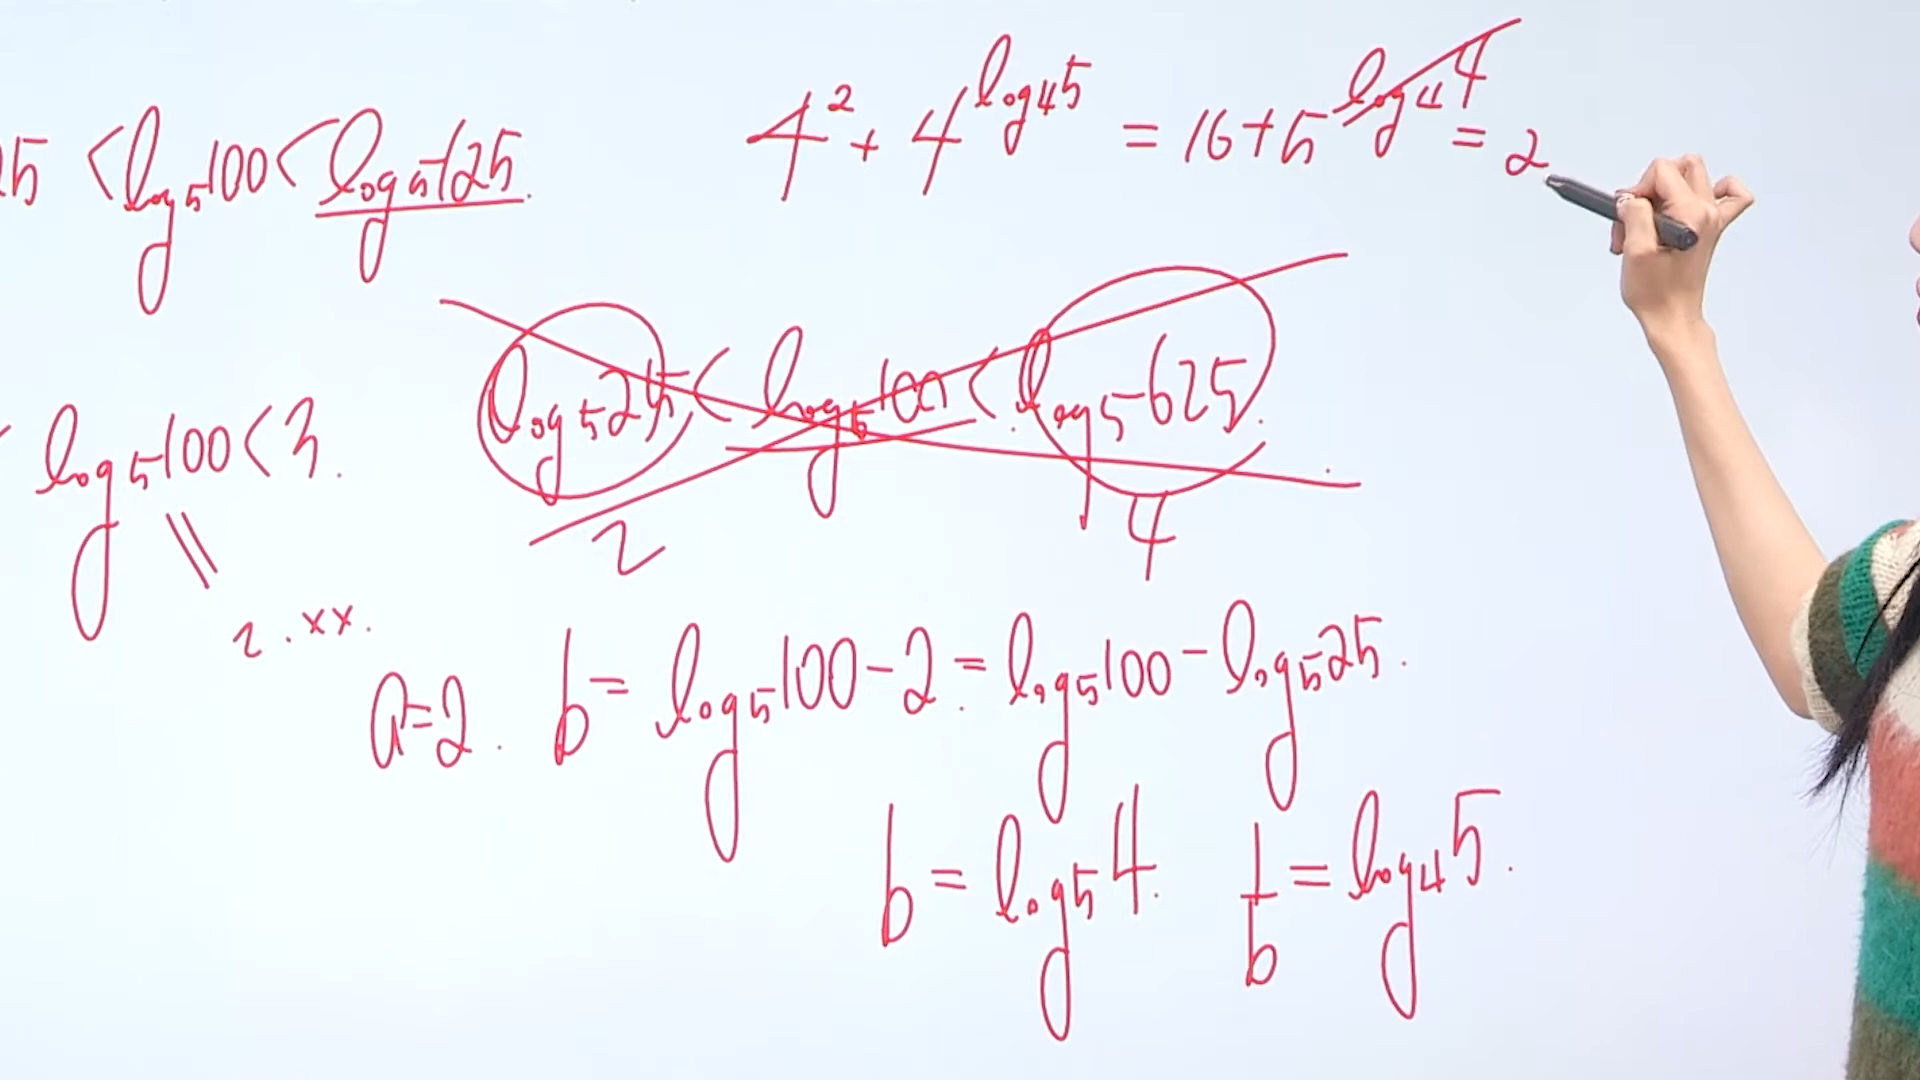 4² + 4^{log₄5} = 16 + 5^{log₄4} = 2
25 < log₅100 < log₅125
log₅25 < log₅100 < log₅625.
2 4
< log₅100 < 3.
||
2.xx.
a=2. b = log₅100 - 2 = log₅100 - log₅25.
b = log₅4. 1/b = log₄5.